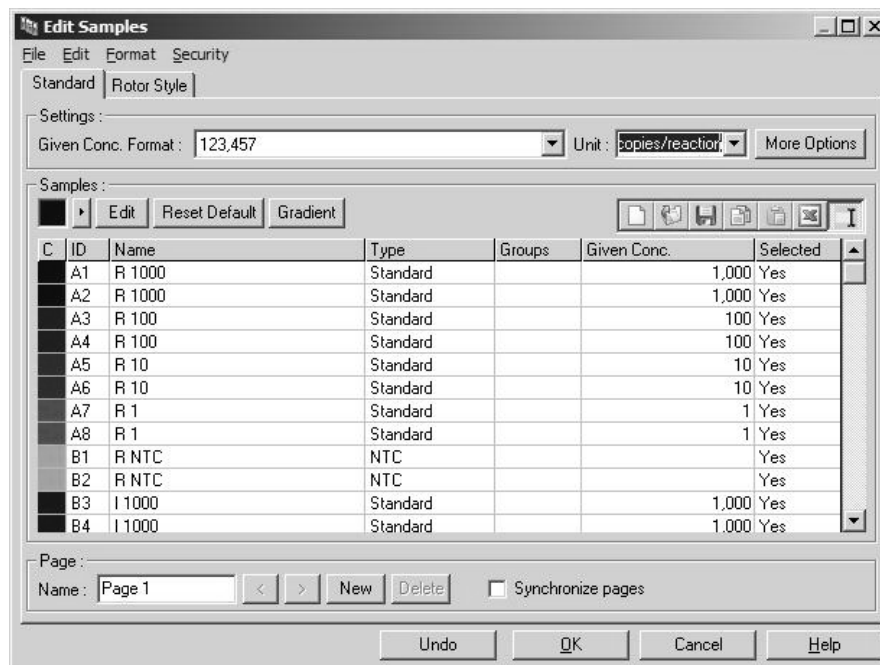 Edit Samples
File Edit Format Security
Standard Rotor Style
Settings :
Given Conc. Format : 123,457 Unit : copies/reaction More Options
Samples :
Edit Reset Default Gradient
C ID Name Type Groups Given Conc. Selected
A1 R 1000 Standard 1,000 Yes
A2 R 1000 Standard 1,000 Yes
A3 R 100 Standard 100 Yes
A4 R 100 Standard 100 Yes
A5 R 10 Standard 10 Yes
A6 R 10 Standard 10 Yes
A7 R 1 Standard 1 Yes
A8 R 1 Standard 1 Yes
B1 R NTC NTC Yes
B2 R NTC NTC Yes
B3 I 1000 Standard 1,000 Yes
B4 I 1000 Standard 1,000 Yes
Page :
Name : Page 1 < > New Delete Synchronize pages
Undo OK Cancel Help